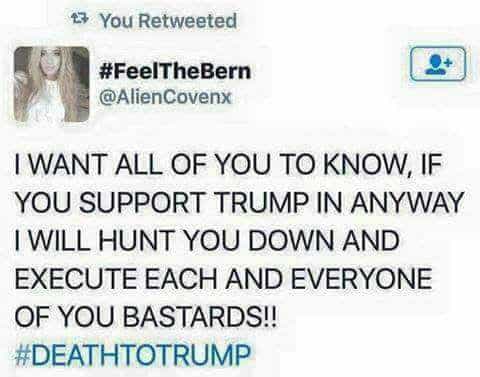 You Retweeted
#FeelTheBern
@AlienCovenx
I WANT ALL OF YOU TO KNOW, IF
YOU SUPPORT TRUMP IN ANYWAY
I WILL HUNT YOU DOWN AND
EXECUTE EACH AND EVERYONE
OF YOU BASTARDS!!
#DEATHTOTRUMP